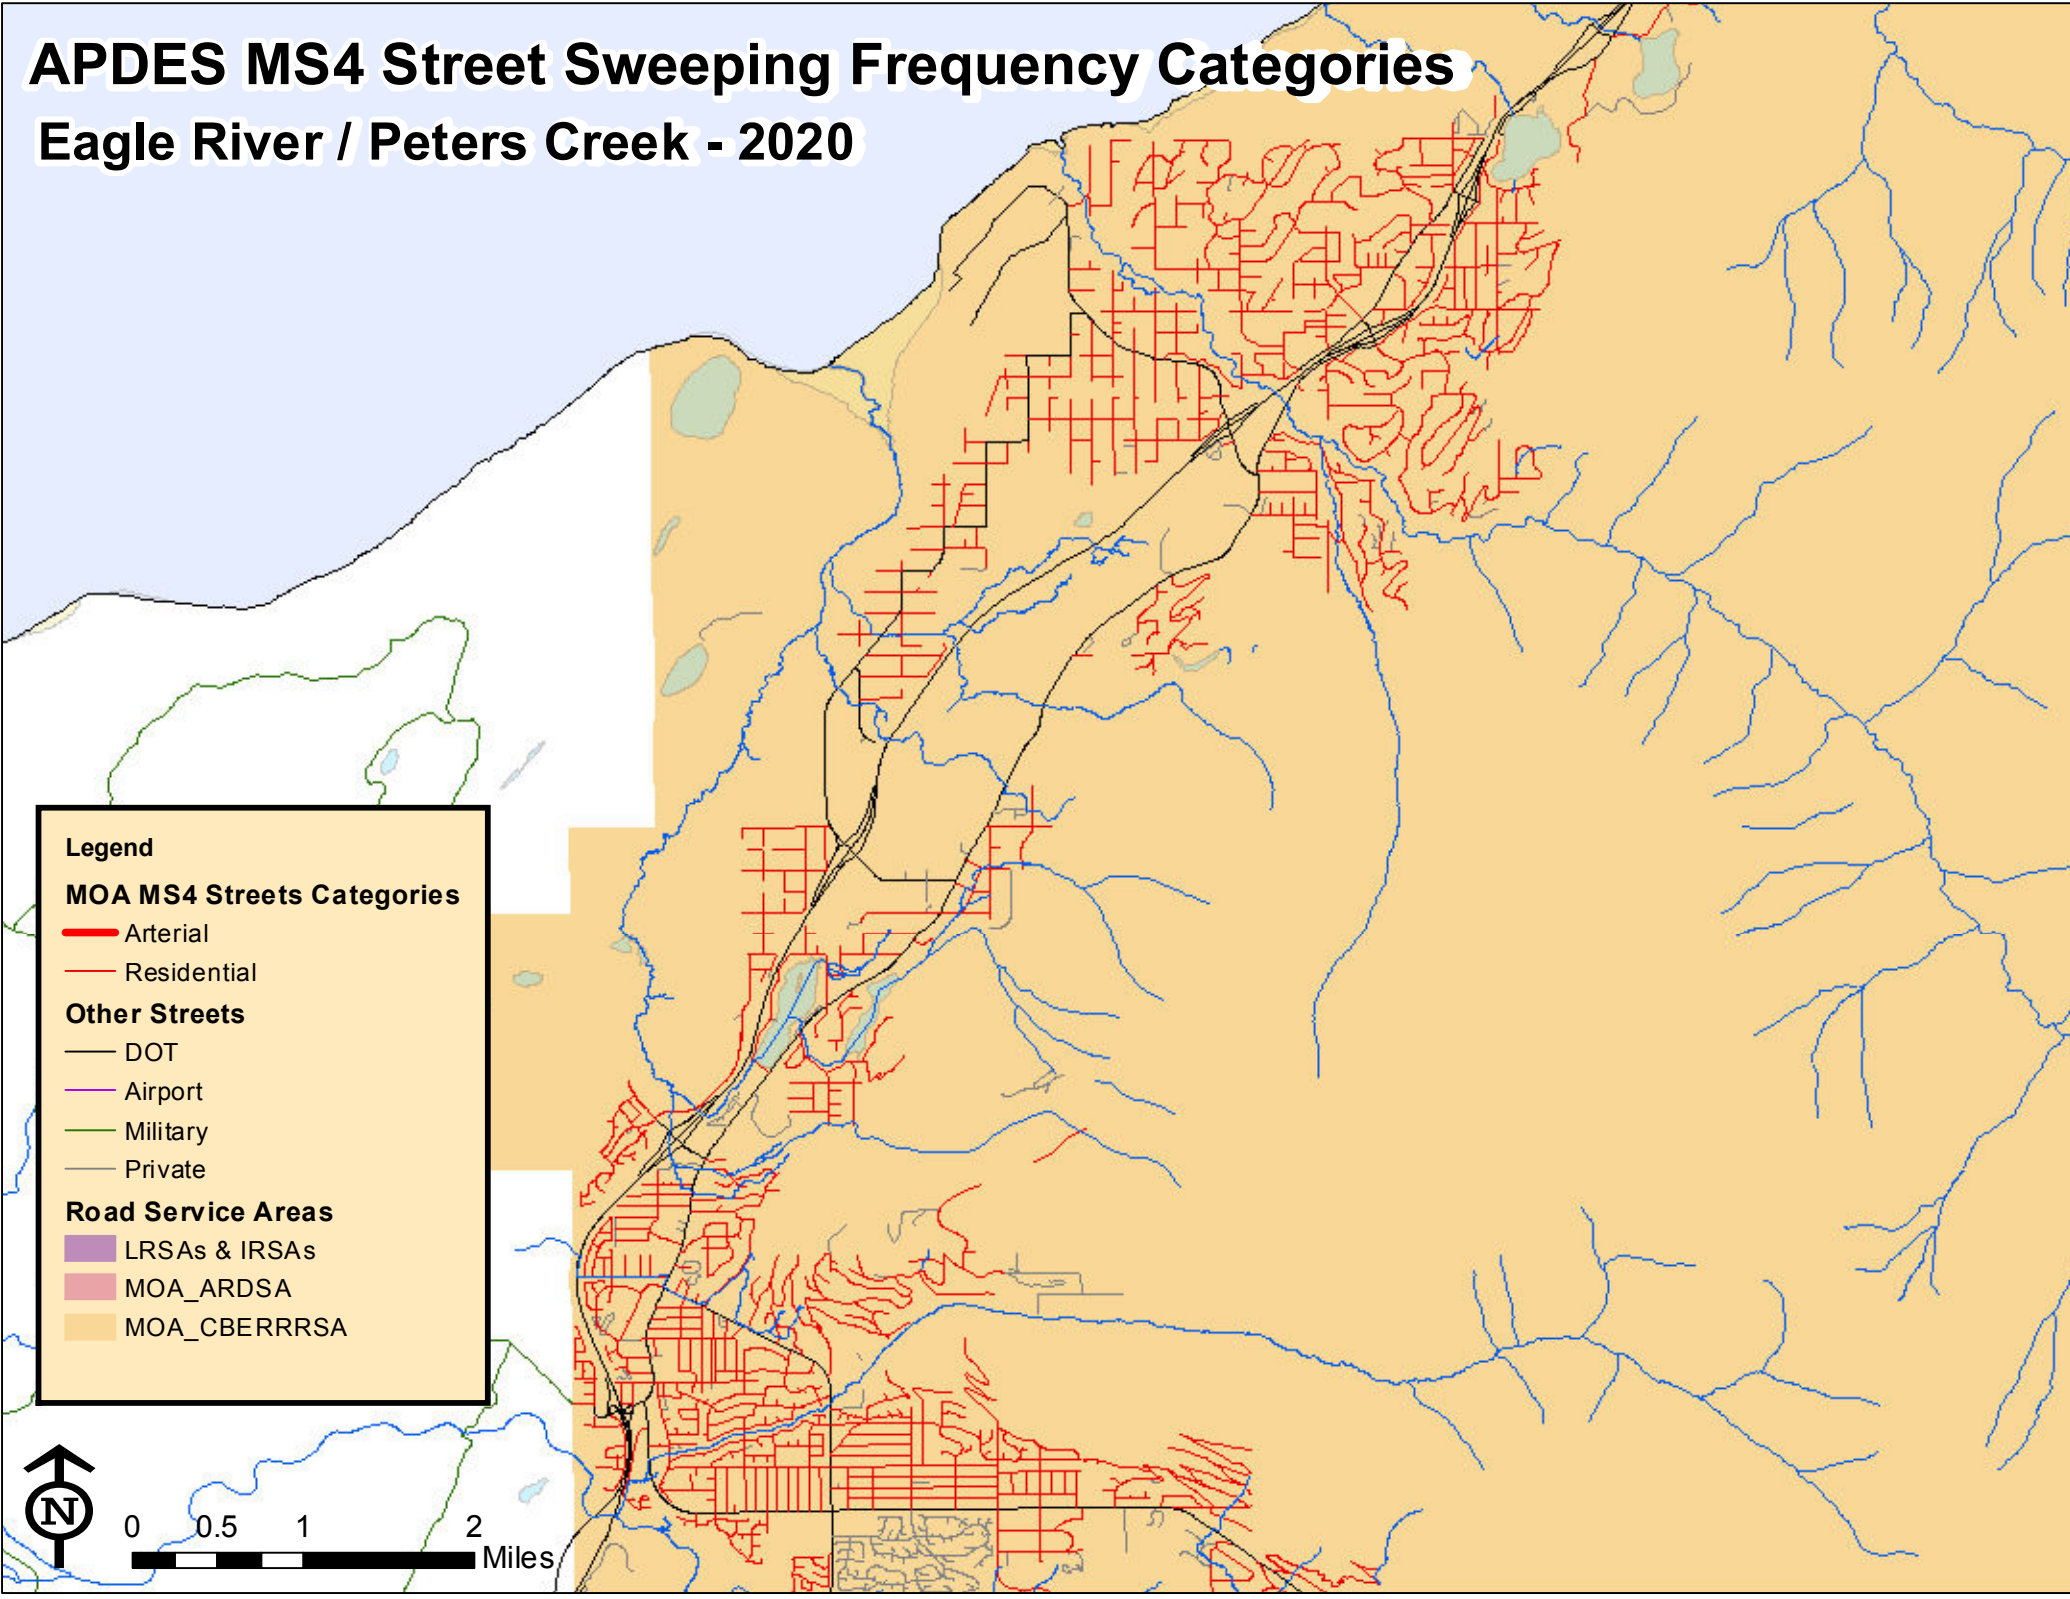 APDES MS4 Street Sweeping Frequency Categories
Eagle River / Peters Creek - 2020
Legend
MOA MS4 Streets Categories
Arterial
Residential
Other Streets
DOT
Airport
Military
Private
Road Service Areas
LRSAs & IRSAs
MOA_ARDSA
MOA_CBERRRSA
N
0 0.5 1 2
Miles